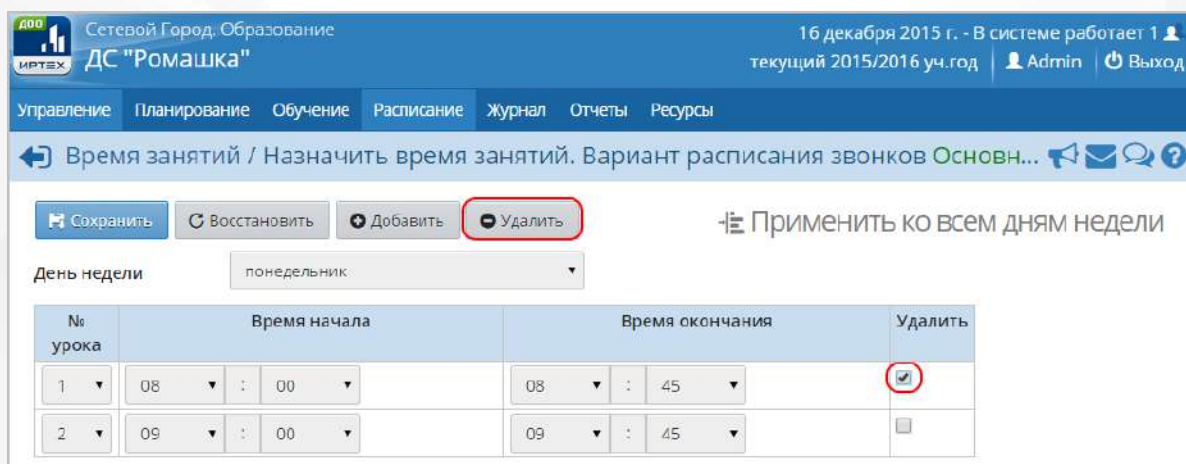 ДОО
ИРТЕХ
Сетевой Город. Образование
ДС "Ромашка"
16 декабря 2015 г. - В системе работает 1
текущий 2015/2016 уч.год Admin Выход
Управление Планирование Обучение Расписание Журнал Отчеты Ресурсы
Время занятий / Назначить время занятий. Вариант расписания звонков Основн...
Сохранить Восстановить Добавить Удалить Применить ко всем дням недели
День недели понедельник
№ урока Время начала Время окончания Удалить
1 08 : 00 08 : 45
2 09 : 00 09 : 45